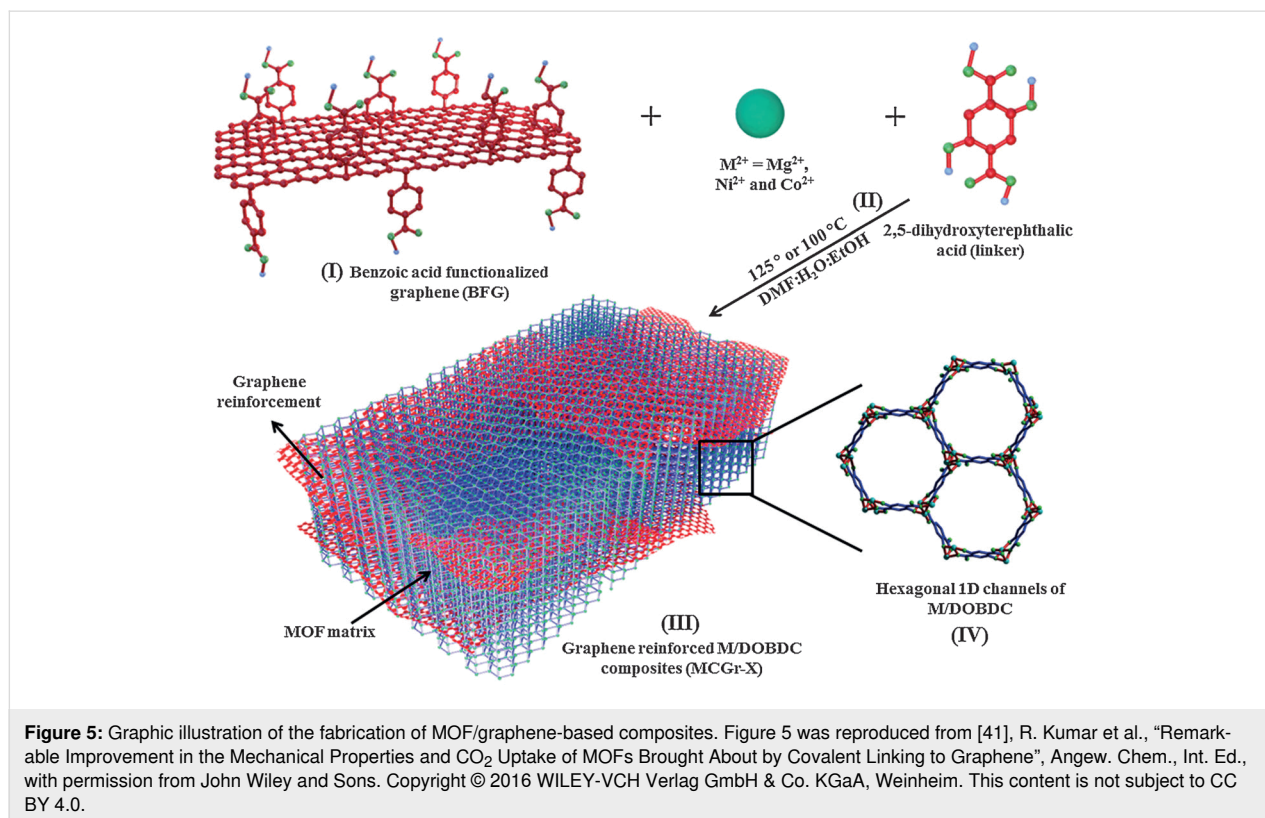 +
+
M²⁺ = Mg²⁺,
Ni²⁺ and Co²⁺
(II)
2,5-dihydroxyterephthalic
acid (linker)
125° or 100°C
DMF:H₂O:EtOH
(I) Benzoic acid functionalized
graphene (BFG)
Graphene
reinforcement
MOF matrix
(III)
Graphene reinforced M/DOBDC
composites (MCGr-X)
Hexagonal 1D channels of
M/DOBDC
(IV)
Figure 5: Graphic illustration of the fabrication of MOF/graphene-based composites. Figure 5 was reproduced from [41], R. Kumar et al., “Remark-
able Improvement in the Mechanical Properties and CO₂ Uptake of MOFs Brought About by Covalent Linking to Graphene”, Angew. Chem., Int. Ed.,
with permission from John Wiley and Sons. Copyright © 2016 WILEY-VCH Verlag GmbH & Co. KGaA, Weinheim. This content is not subject to CC
BY 4.0.